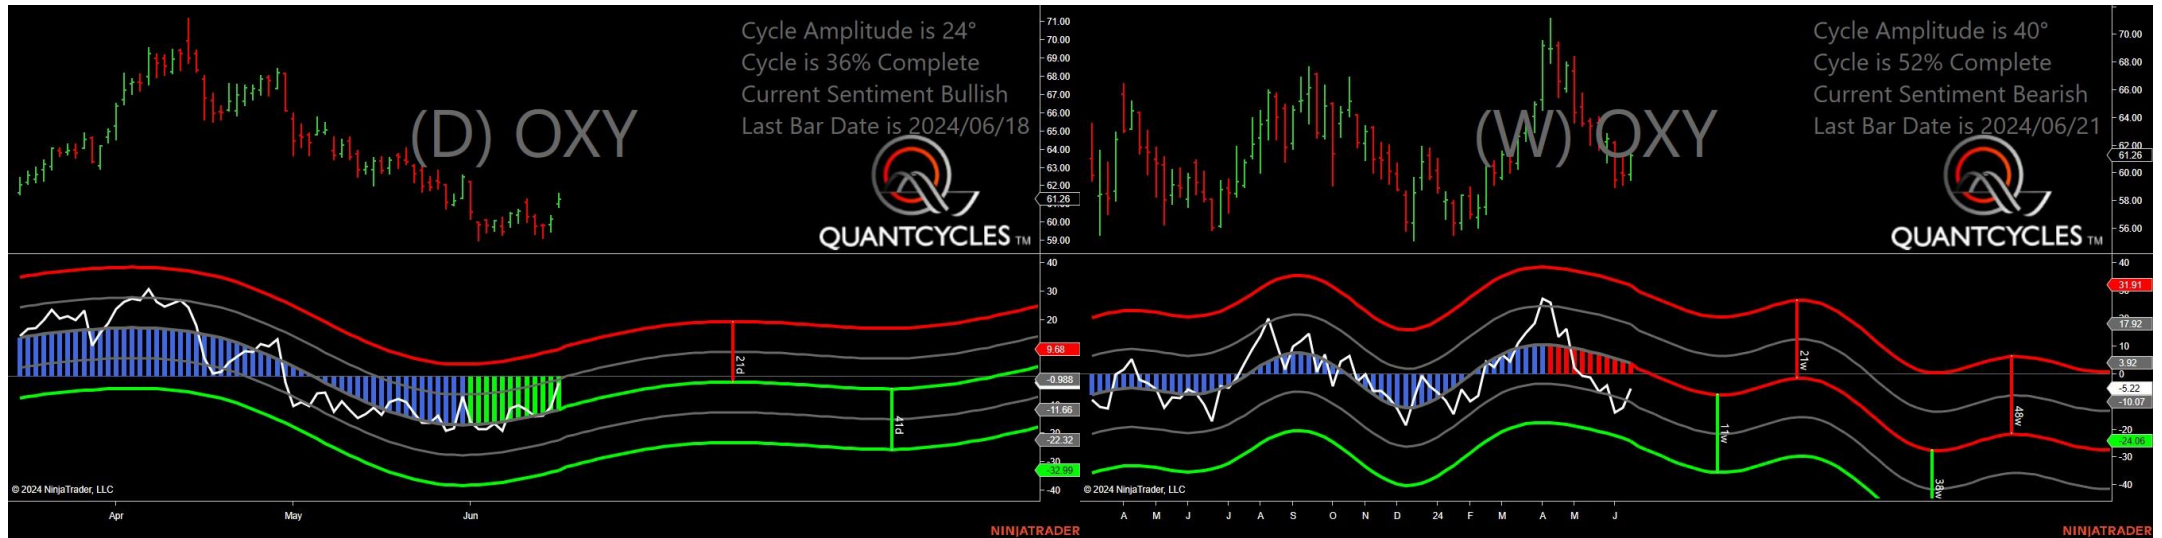 Cycle Amplitude is 24°
Cycle is 36% Complete
Current Sentiment Bullish
Last Bar Date is 2024/06/18
(D) OXY
QUANTCYCLES TM
71.00
70.00
69.00
68.00
67.00
66.00
65.00
64.00
63.00
62.00
61.26
60.00
59.00
40
30
20
9.68
-0.988
-11.66
-22.32
-30
-32.99
-40
21d
41d
© 2024 NinjaTrader, LLC
Apr
May
Jun
NINJATRADER
Cycle Amplitude is 40°
Cycle is 52% Complete
Current Sentiment Bearish
Last Bar Date is 2024/06/21
(W) OXY
QUANTCYCLES TM
70.00
68.00
66.00
64.00
62.00
61.26
60.00
58.00
56.00
40
31.91
20
17.92
10
3.92
0
-5.22
-10.07
-20
-24.06
-30
-40
21w
11w
48w
38w
© 2024 NinjaTrader, LLC
A M J J A S O N D 24 F M A M J
NINJATRADER